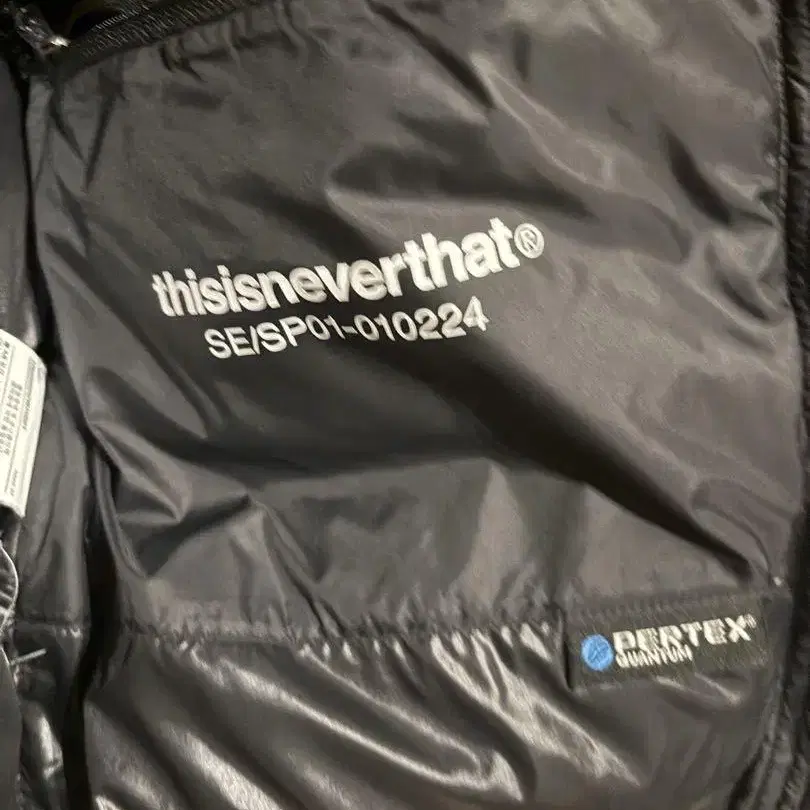 thisisneverthat®
SE/SP01-010224
PERTEX®
QUANTUM